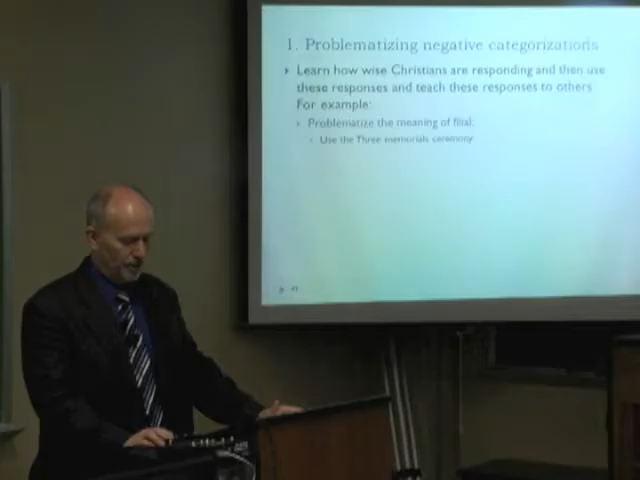 1. Problematizing negative categorizations
Learn how wise Christians are responding and then use
these responses and teach these responses to others.
For example:
Problematize the meaning of filial:
Use the Three memorials ceremony